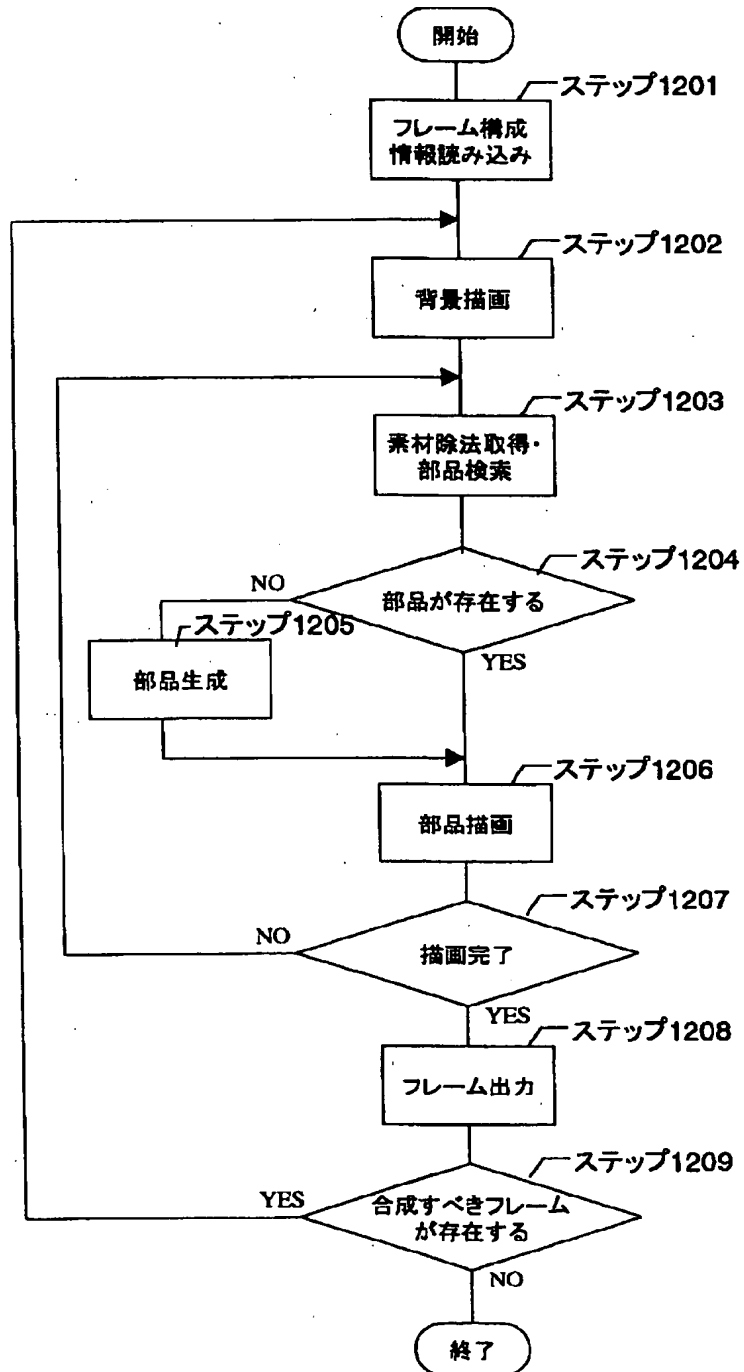 開始
ステップ1201
フレーム構成
情報読み込み
ステップ1202
背景描画
ステップ1203
素材除法取得・
部品検索
ステップ1204
NO
部品が存在する
ステップ1205
YES
部品生成
ステップ1206
部品描画
ステップ1207
NO
描画完了
YES
ステップ1208
フレーム出力
ステップ1209
YES
合成すべきフレーム
が存在する
NO
終了